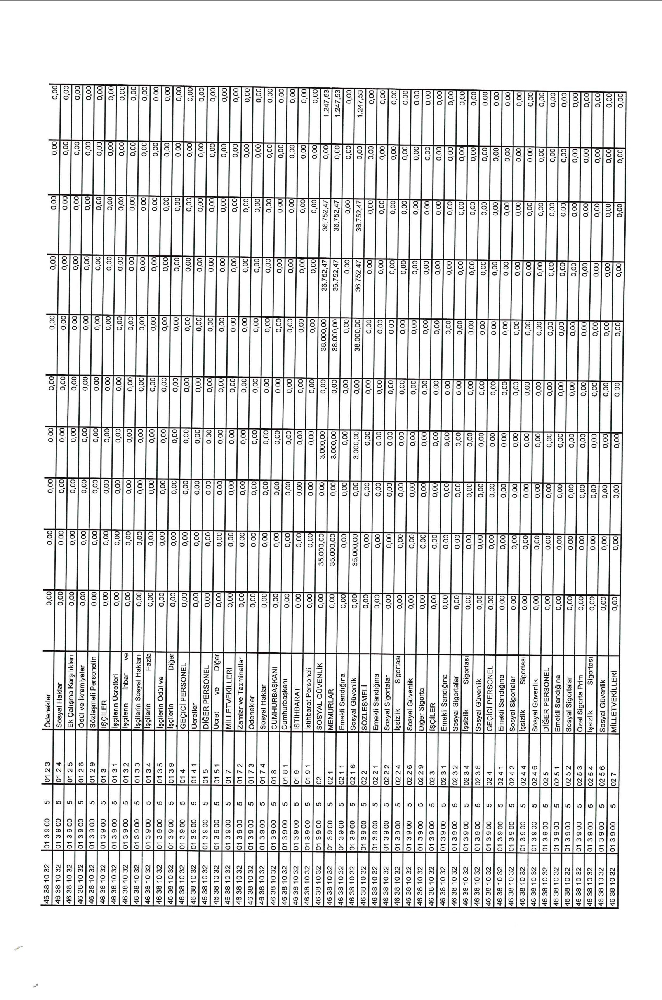 46 38 10 32 01 3 9 00 5 01 2 3 Ödenekler 0,00 0,00 0,00 0,00 0,00 0,00 0,00 0,00 0,00 0,00
46 38 10 32 01 3 9 00 5 01 2 4 Sosyal Haklar 0,00 0,00 0,00 0,00 0,00 0,00 0,00 0,00 0,00 0,00
46 38 10 32 01 3 9 00 5 01 2 5 Ek Çalışma Karşılıkları 0,00 0,00 0,00 0,00 0,00 0,00 0,00 0,00 0,00 0,00
46 38 10 32 01 3 9 00 5 01 2 6 Ödül ve İkramiyeler 0,00 0,00 0,00 0,00 0,00 0,00 0,00 0,00 0,00 0,00
46 38 10 32 01 3 9 00 5 01 2 9 Sözleşmeli Personelin 0,00 0,00 0,00 0,00 0,00 0,00 0,00 0,00 0,00 0,00
46 38 10 32 01 3 9 00 5 01 3 İŞÇİLER 0,00 0,00 0,00 0,00 0,00 0,00 0,00 0,00 0,00 0,00
46 38 10 32 01 3 9 00 5 01 3 1 İşçilerin Ücretleri 0,00 0,00 0,00 0,00 0,00 0,00 0,00 0,00 0,00 0,00
46 38 10 32 01 3 9 00 5 01 3 2 İşçilerin İhbar ve 0,00 0,00 0,00 0,00 0,00 0,00 0,00 0,00 0,00 0,00
46 38 10 32 01 3 9 00 5 01 3 3 İşçilerin Sosyal Hakları 0,00 0,00 0,00 0,00 0,00 0,00 0,00 0,00 0,00 0,00
46 38 10 32 01 3 9 00 5 01 3 4 İşçilerin Fazla 0,00 0,00 0,00 0,00 0,00 0,00 0,00 0,00 0,00 0,00
46 38 10 32 01 3 9 00 5 01 3 5 İşçilerin Ödül ve 0,00 0,00 0,00 0,00 0,00 0,00 0,00 0,00 0,00 0,00
46 38 10 32 01 3 9 00 5 01 3 9 İşçilerin Diğer 0,00 0,00 0,00 0,00 0,00 0,00 0,00 0,00 0,00 0,00
46 38 10 32 01 3 9 00 5 01 4 GEÇİCİ PERSONEL 0,00 0,00 0,00 0,00 0,00 0,00 0,00 0,00 0,00 0,00
46 38 10 32 01 3 9 00 5 01 4 1 Ücretler 0,00 0,00 0,00 0,00 0,00 0,00 0,00 0,00 0,00 0,00
46 38 10 32 01 3 9 00 5 01 5 DİĞER PERSONEL 0,00 0,00 0,00 0,00 0,00 0,00 0,00 0,00 0,00 0,00
46 38 10 32 01 3 9 00 5 01 5 1 Ücret ve Diğer 0,00 0,00 0,00 0,00 0,00 0,00 0,00 0,00 0,00 0,00
46 38 10 32 01 3 9 00 5 01 7 MİLLETVEKİLLERİ 0,00 0,00 0,00 0,00 0,00 0,00 0,00 0,00 0,00 0,00
46 38 10 32 01 3 9 00 5 01 7 2 Zamlar ve Tazminatlar 0,00 0,00 0,00 0,00 0,00 0,00 0,00 0,00 0,00 0,00
46 38 10 32 01 3 9 00 5 01 7 3 Ödenekler 0,00 0,00 0,00 0,00 0,00 0,00 0,00 0,00 0,00 0,00
46 38 10 32 01 3 9 00 5 01 7 4 Sosyal Haklar 0,00 0,00 0,00 0,00 0,00 0,00 0,00 0,00 0,00 0,00
46 38 10 32 01 3 9 00 5 01 8 CUMHURBAŞKANI 0,00 0,00 0,00 0,00 0,00 0,00 0,00 0,00 0,00 0,00
46 38 10 32 01 3 9 00 5 01 8 1 Cumhurbaşkanı 0,00 0,00 0,00 0,00 0,00 0,00 0,00 0,00 0,00 0,00
46 38 10 32 01 3 9 00 5 01 9 İSTİHBARAT 0,00 0,00 0,00 0,00 0,00 0,00 0,00 0,00 0,00 0,00
46 38 10 32 01 3 9 00 5 01 9 1 İstihbarat Personeli 0,00 0,00 0,00 0,00 0,00 0,00 0,00 0,00 0,00 0,00
46 38 10 32 01 3 9 00 5 02 SOSYAL GÜVENLİK 0,00 35.000,00 0,00 3.000,00 0,00 38.000,00 36.752,47 36.752,47 0,00 1.247,53
46 38 10 32 01 3 9 00 5 02 1 MEMURLAR 0,00 35.000,00 0,00 3.000,00 0,00 38.000,00 36.752,47 36.752,47 0,00 1.247,53
46 38 10 32 01 3 9 00 5 02 1 1 Emekli Sandığına 0,00 0,00 0,00 0,00 0,00 0,00 0,00 0,00 0,00 0,00
46 38 10 32 01 3 9 00 5 02 1 6 Sosyal Güvenlik 0,00 35.000,00 0,00 3.000,00 0,00 38.000,00 36.752,47 36.752,47 0,00 1.247,53
46 38 10 32 01 3 9 00 5 02 2 SÖZLEŞMELİ 0,00 0,00 0,00 0,00 0,00 0,00 0,00 0,00 0,00 0,00
46 38 10 32 01 3 9 00 5 02 2 1 Emekli Sandığına 0,00 0,00 0,00 0,00 0,00 0,00 0,00 0,00 0,00 0,00
46 38 10 32 01 3 9 00 5 02 2 2 Sosyal Sigortalar 0,00 0,00 0,00 0,00 0,00 0,00 0,00 0,00 0,00 0,00
46 38 10 32 01 3 9 00 5 02 2 4 İşsizlik Sigortası 0,00 0,00 0,00 0,00 0,00 0,00 0,00 0,00 0,00 0,00
46 38 10 32 01 3 9 00 5 02 2 6 Sosyal Güvenlik 0,00 0,00 0,00 0,00 0,00 0,00 0,00 0,00 0,00 0,00
46 38 10 32 01 3 9 00 5 02 2 9 Diğer Sigorta 0,00 0,00 0,00 0,00 0,00 0,00 0,00 0,00 0,00 0,00
46 38 10 32 01 3 9 00 5 02 3 İŞÇİLER 0,00 0,00 0,00 0,00 0,00 0,00 0,00 0,00 0,00 0,00
46 38 10 32 01 3 9 00 5 02 3 1 Emekli Sandığına 0,00 0,00 0,00 0,00 0,00 0,00 0,00 0,00 0,00 0,00
46 38 10 32 01 3 9 00 5 02 3 2 Sosyal Sigortalar 0,00 0,00 0,00 0,00 0,00 0,00 0,00 0,00 0,00 0,00
46 38 10 32 01 3 9 00 5 02 3 4 İşsizlik Sigortası 0,00 0,00 0,00 0,00 0,00 0,00 0,00 0,00 0,00 0,00
46 38 10 32 01 3 9 00 5 02 3 6 Sosyal Güvenlik 0,00 0,00 0,00 0,00 0,00 0,00 0,00 0,00 0,00 0,00
46 38 10 32 01 3 9 00 5 02 4 GEÇİCİ PERSONEL 0,00 0,00 0,00 0,00 0,00 0,00 0,00 0,00 0,00 0,00
46 38 10 32 01 3 9 00 5 02 4 1 Emekli Sandığına 0,00 0,00 0,00 0,00 0,00 0,00 0,00 0,00 0,00 0,00
46 38 10 32 01 3 9 00 5 02 4 2 Sosyal Sigortalar 0,00 0,00 0,00 0,00 0,00 0,00 0,00 0,00 0,00 0,00
46 38 10 32 01 3 9 00 5 02 4 4 İşsizlik Sigortası 0,00 0,00 0,00 0,00 0,00 0,00 0,00 0,00 0,00 0,00
46 38 10 32 01 3 9 00 5 02 4 6 Sosyal Güvenlik 0,00 0,00 0,00 0,00 0,00 0,00 0,00 0,00 0,00 0,00
46 38 10 32 01 3 9 00 5 02 5 DİĞER PERSONEL 0,00 0,00 0,00 0,00 0,00 0,00 0,00 0,00 0,00 0,00
46 38 10 32 01 3 9 00 5 02 5 1 Emekli Sandığına 0,00 0,00 0,00 0,00 0,00 0,00 0,00 0,00 0,00 0,00
46 38 10 32 01 3 9 00 5 02 5 2 Sosyal Sigortalar 0,00 0,00 0,00 0,00 0,00 0,00 0,00 0,00 0,00 0,00
46 38 10 32 01 3 9 00 5 02 5 3 Özel Sigorta Prim 0,00 0,00 0,00 0,00 0,00 0,00 0,00 0,00 0,00 0,00
46 38 10 32 01 3 9 00 5 02 5 4 İşsizlik Sigortası 0,00 0,00 0,00 0,00 0,00 0,00 0,00 0,00 0,00 0,00
46 38 10 32 01 3 9 00 5 02 5 6 Sosyal Güvenlik 0,00 0,00 0,00 0,00 0,00 0,00 0,00 0,00 0,00 0,00
46 38 10 32 01 3 9 00 5 02 7 MİLLETVEKİLLERİ 0,00 0,00 0,00 0,00 0,00 0,00 0,00 0,00 0,00 0,00